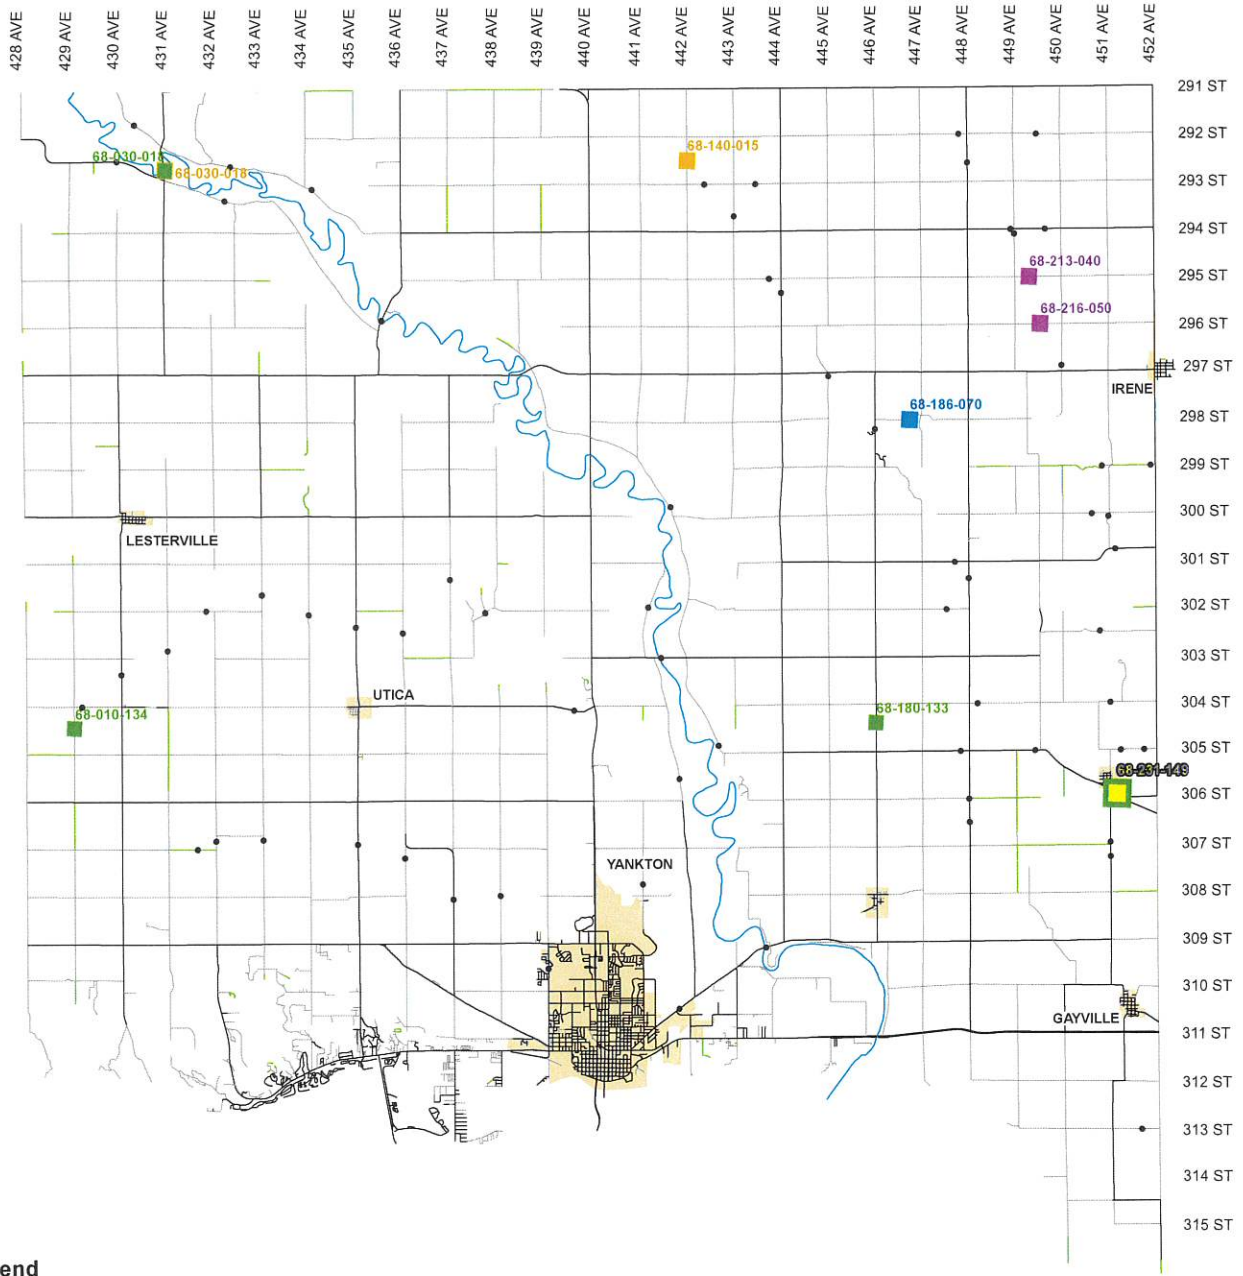 428 AVE
429 AVE
430 AVE
431 AVE
432 AVE
433 AVE
434 AVE
435 AVE
436 AVE
437 AVE
438 AVE
439 AVE
440 AVE
441 AVE
442 AVE
443 AVE
444 AVE
445 AVE
446 AVE
447 AVE
448 AVE
449 AVE
450 AVE
451 AVE
452 AVE
291 ST
292 ST
68-140-015
68-030-018
68-030-018
293 ST
294 ST
68-213-040
295 ST
68-216-050
296 ST
297 ST
IRENE
68-186-070
298 ST
299 ST
300 ST
LESTERVILLE
301 ST
302 ST
303 ST
UTICA
304 ST
68-180-133
68-010-134
305 ST
68-231-149
306 ST
307 ST
YANKTON
308 ST
309 ST
310 ST
GAYVILLE
311 ST
312 ST
313 ST
314 ST
315 ST
end